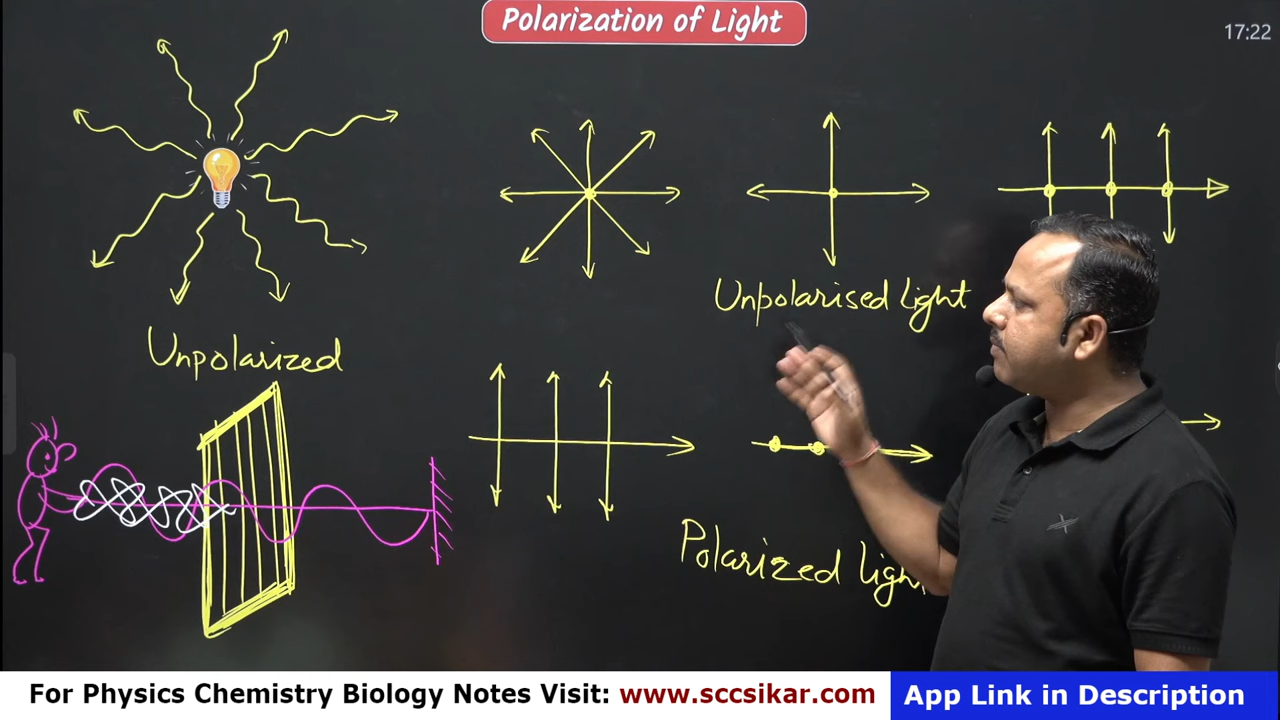 Polarization of Light
17:22
Unpolarised light
Unpolarized
Polarized light
For Physics Chemistry Biology Notes Visit: www.sccsikar.com
App Link in Description